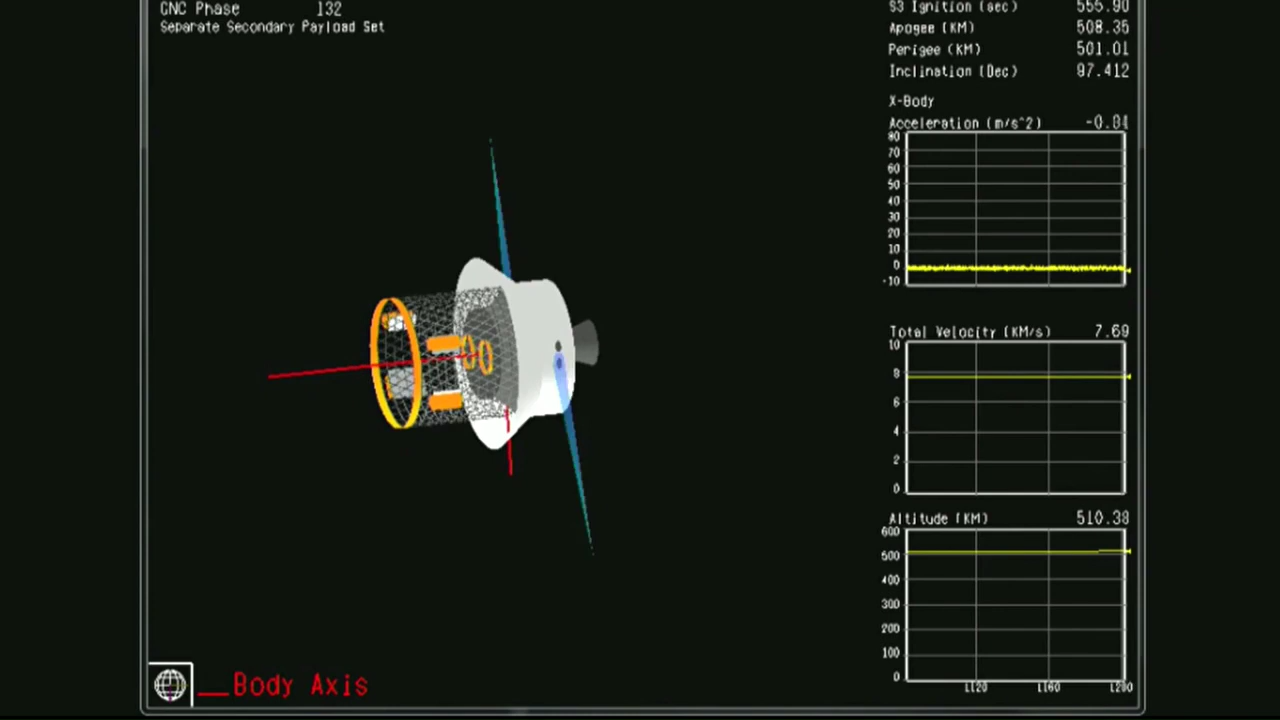 GNC Phase 132
Separate Secondary Payload Set
S3 Ignition (sec) 555.90
Apogee (KM) 508.35
Perigee (KM) 501.01
Inclination (Deg) 97.412
X-Body
Acceleration (m/s^2) -0.84
80
70
60
50
40
30
20
10
0
-10
Total Velocity (KM/s) 7.69
10
8
6
4
2
0
Altitude (KM) 510.38
600
500
400
300
200
100
0
1120 1160 1200
Body Axis